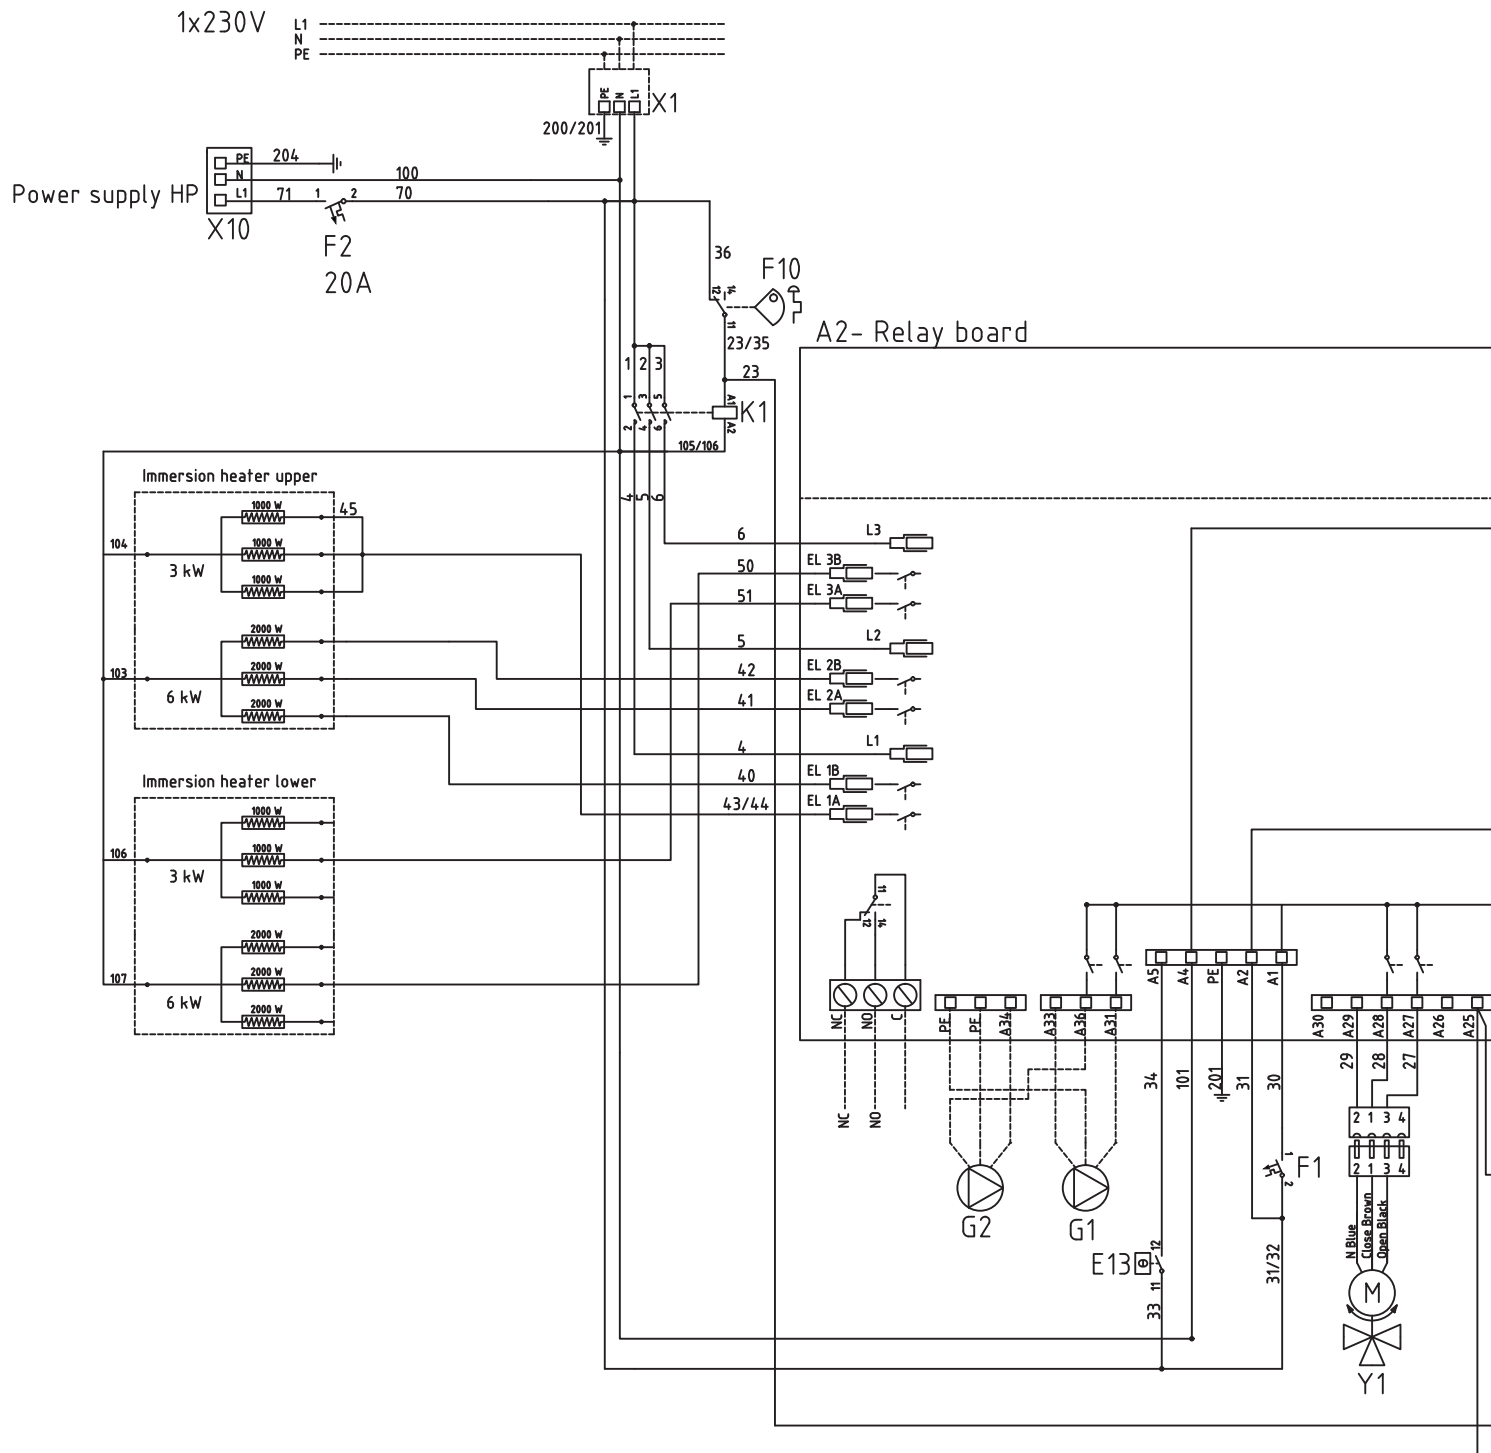 1x230V
L1
N
PE
PE N L1
X1
200/201
PE 204
N 100
L1 71 1 2 70
Power supply HP
X10
F2
20A
36
F10
12 14
11
23/35
23
A2- Relay board
1 2 3
1 3 5
2 4 6
A1
K1
A2
105/106
4 5 6
Immersion heater upper
1000 W
45
104
1000 W
3 kW
1000 W
2000 W
103
2000 W
6 kW
2000 W
6 L3
50 EL 3B
51 EL 3A
5 L2
42 EL 2B
41 EL 2A
4 L1
40 EL 1B
43/44 EL 1A
Immersion heater lower
1000 W
106
1000 W
3 kW
1000 W
2000 W
107
2000 W
6 kW
2000 W
11
12 14
NC NO C
NC NO
PE PE A34
A33 A36 A31
A5 A4 PE A2 A1
A30 A29 A28 A27 A26 A25
34 101 201 31 30
29 28 27
2 1 3 4
2 1 3 4
N Blue
Close Brown
Open Black
1
F1
2
G2
G1
12
E13
11
33
31/32
M
Y1